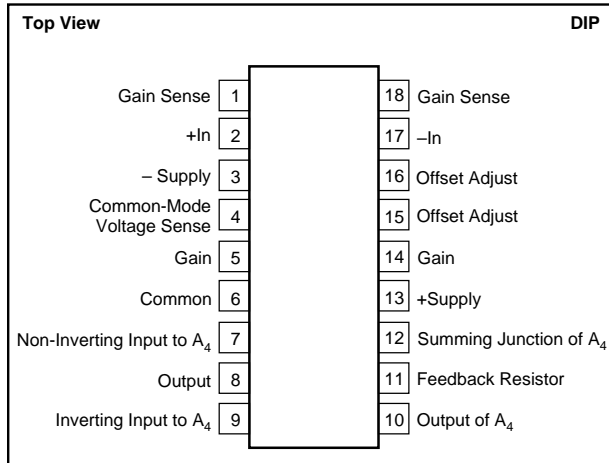 Top View DIP
Gain Sense 1 18 Gain Sense
+In 2 17 –In
– Supply 3 16 Offset Adjust
Common-Mode
Voltage Sense 4 15 Offset Adjust
Gain 5 14 Gain
Common 6 13 +Supply
Non-Inverting Input to A4 7 12 Summing Junction of A4
Output 8 11 Feedback Resistor
Inverting Input to A4 9 10 Output of A4